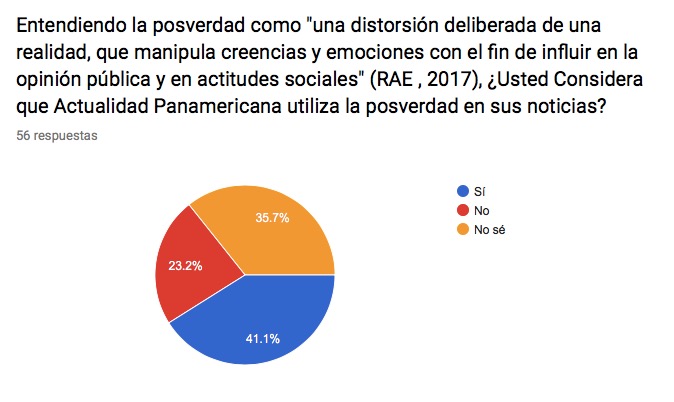 Entendiendo la posverdad como "una distorsión deliberada de una
realidad, que manipula creencias y emociones con el fin de influir en la
opinión pública y en actitudes sociales" (RAE , 2017), ¿Usted Considera
que Actualidad Panamericana utiliza la posverdad en sus noticias?
56 respuestas
Sí
No
No sé
35.7%
23.2%
41.1%